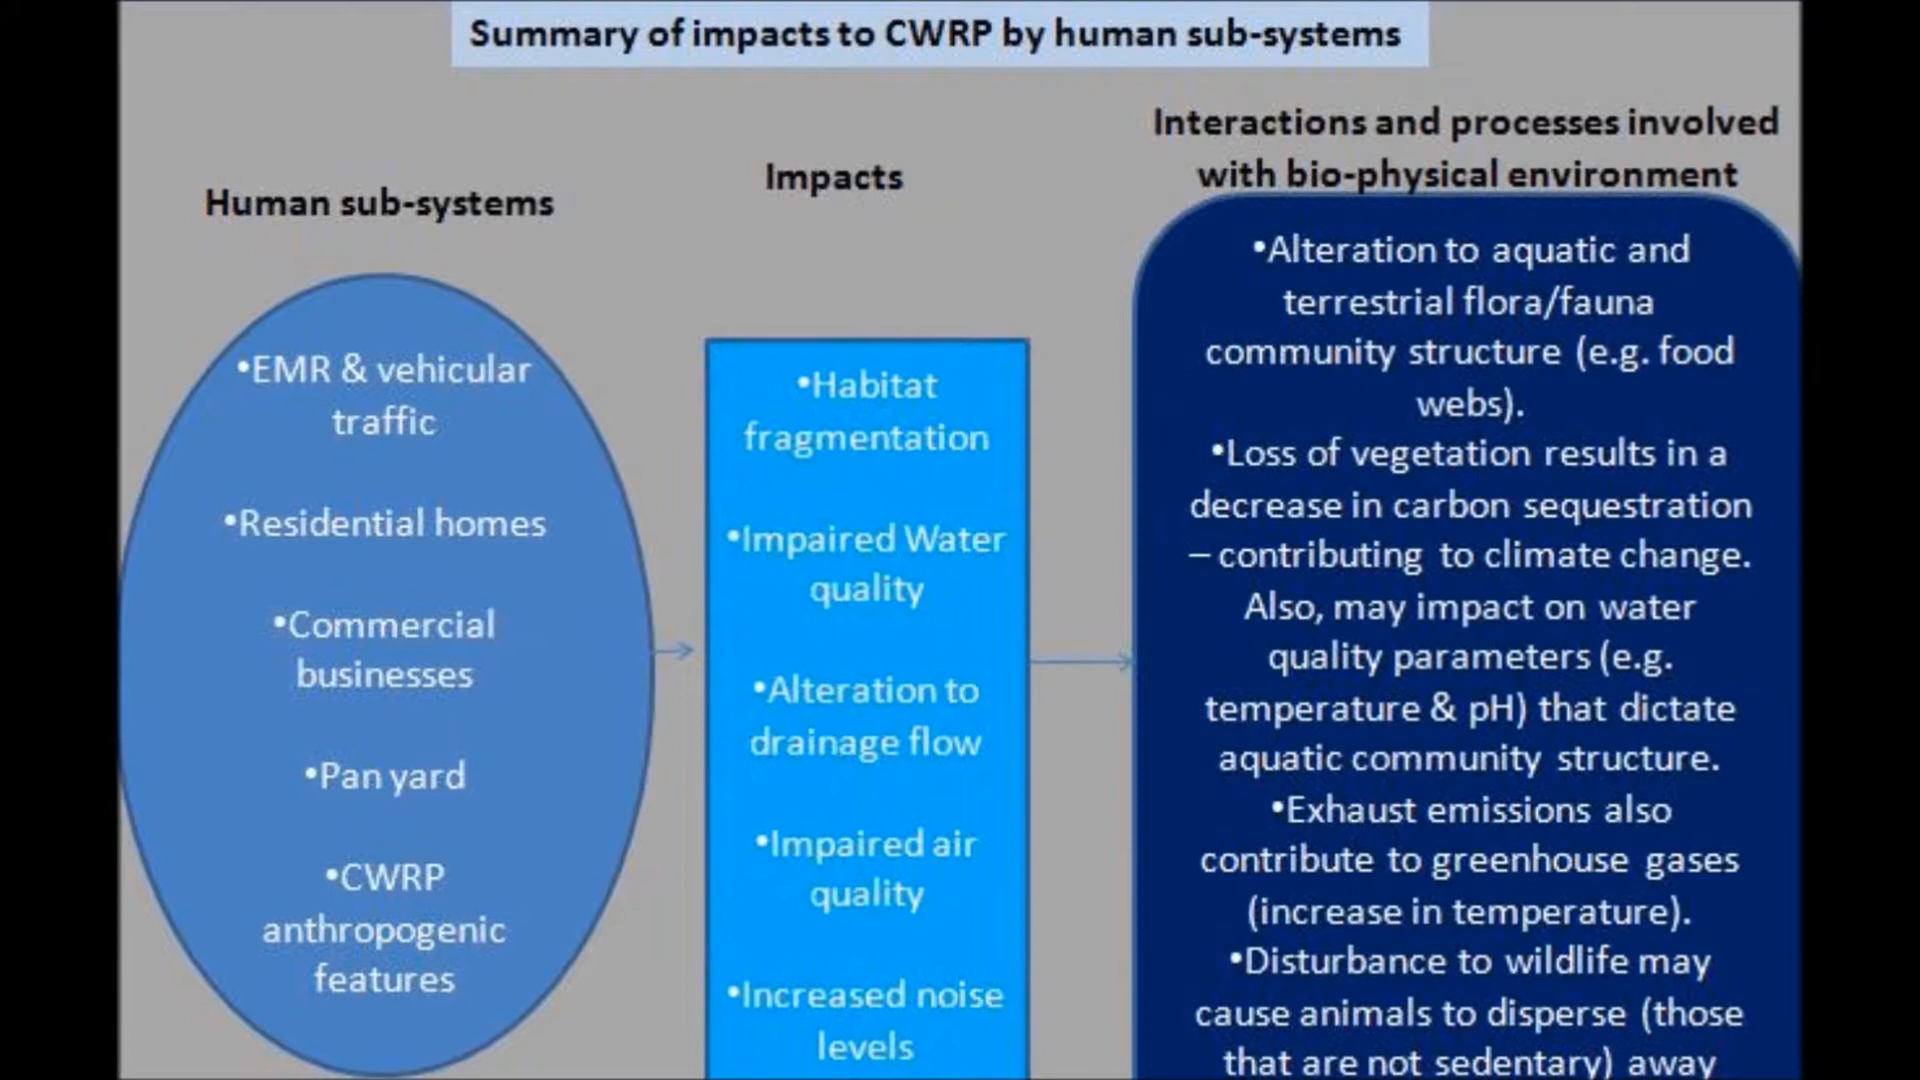 Summary of impacts to CWRP by human sub-systems
Human sub-systems
•EMR & vehicular
traffic
•Residential homes
•Commercial
businesses
•Pan yard
•CWRP
anthropogenic
features
Impacts
•Habitat
fragmentation
•Impaired Water
quality
•Alteration to
drainage flow
•Impaired air
quality
•Increased noise
levels
Interactions and processes involved
with bio-physical environment
•Alteration to aquatic and
terrestrial flora/fauna
community structure (e.g. food
webs).
•Loss of vegetation results in a
decrease in carbon sequestration
– contributing to climate change.
Also, may impact on water
quality parameters (e.g.
temperature & pH) that dictate
aquatic community structure.
•Exhaust emissions also
contribute to greenhouse gases
(increase in temperature).
•Disturbance to wildlife may
cause animals to disperse (those
that are not sedentary) away